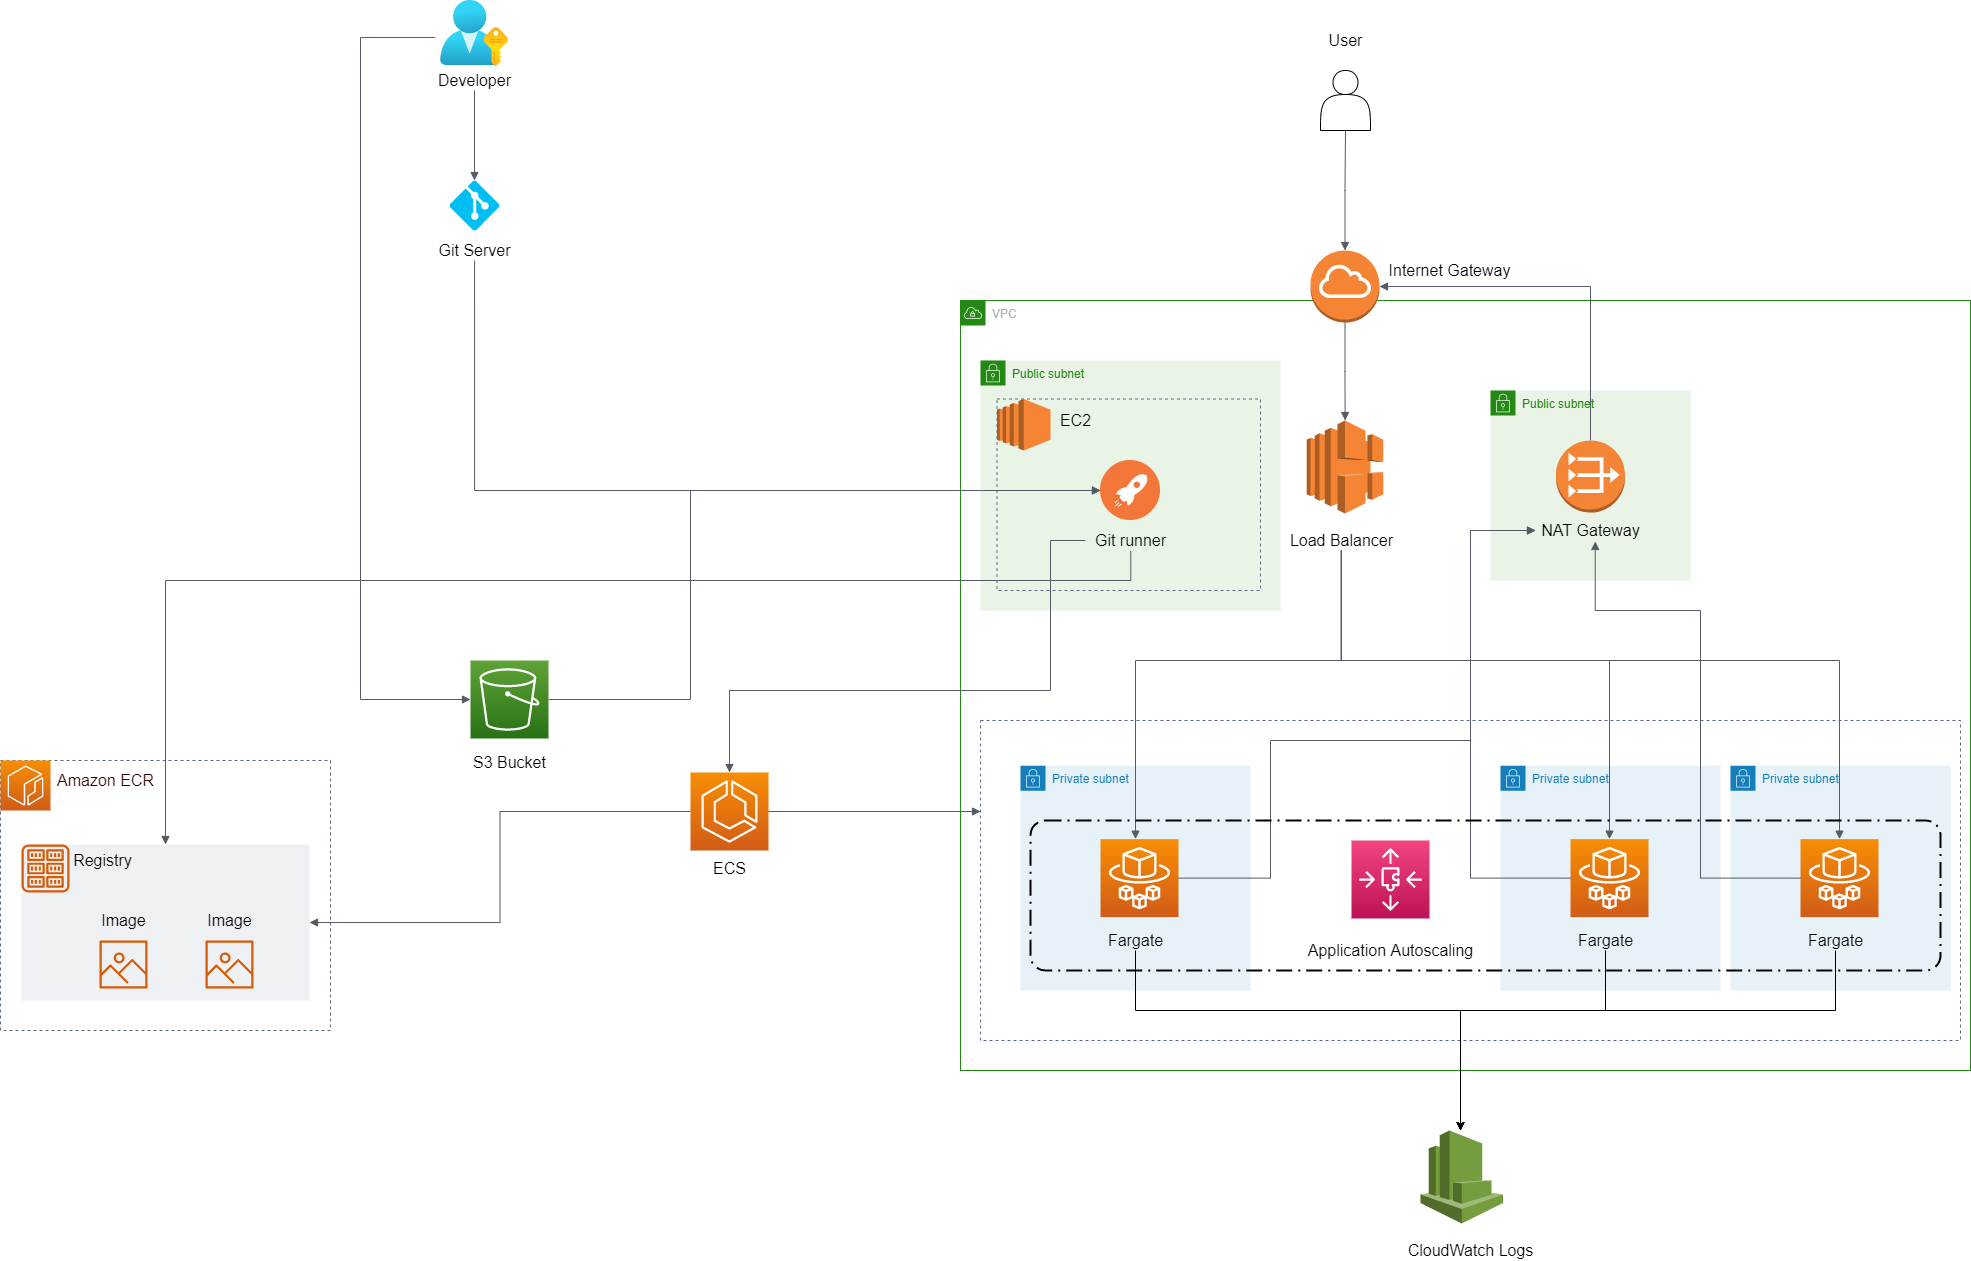 User
Developer
Git Server
Internet Gateway
VPC
Public subnet
EC2
Git runner
Load Balancer
Public subnet
NAT Gateway
S3 Bucket
Amazon ECR
Registry
Image
Image
ECS
Private subnet
Private subnet
Private subnet
Fargate
Application Autoscaling
Fargate
Fargate
CloudWatch Logs